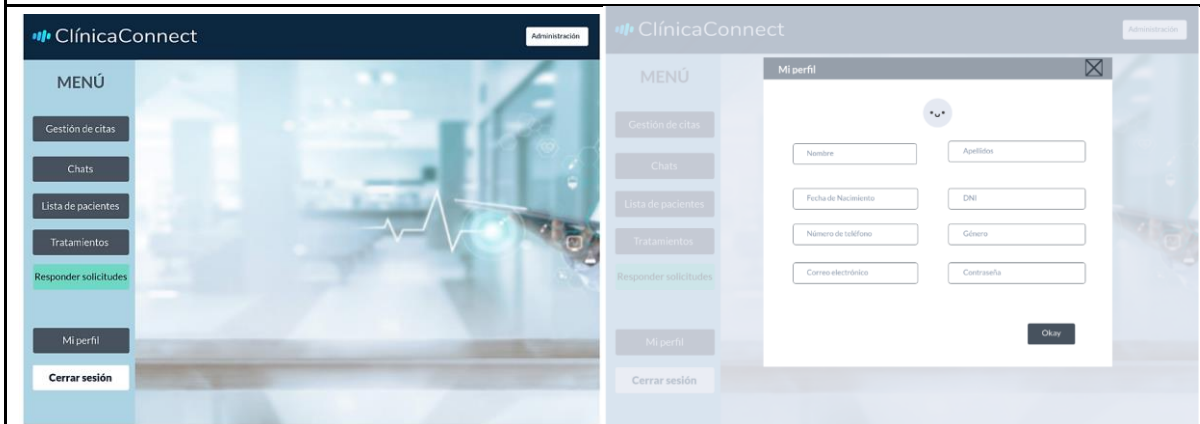 ClínicaConnect
Administración
MENÚ
Gestión de citas
Chats
Lista de pacientes
Tratamientos
Responder solicitudes
Mi perfil
Cerrar sesión
ClínicaConnect
Administración
MENÚ
Gestión de citas
Chats
Lista de pacientes
Tratamientos
Responder solicitudes
Mi perfil
Cerrar sesión
Mi perfil
Nombre
Apellidos
Fecha de Nacimiento
DNI
Número de teléfono
Género
Correo electrónico
Contraseña
Okay